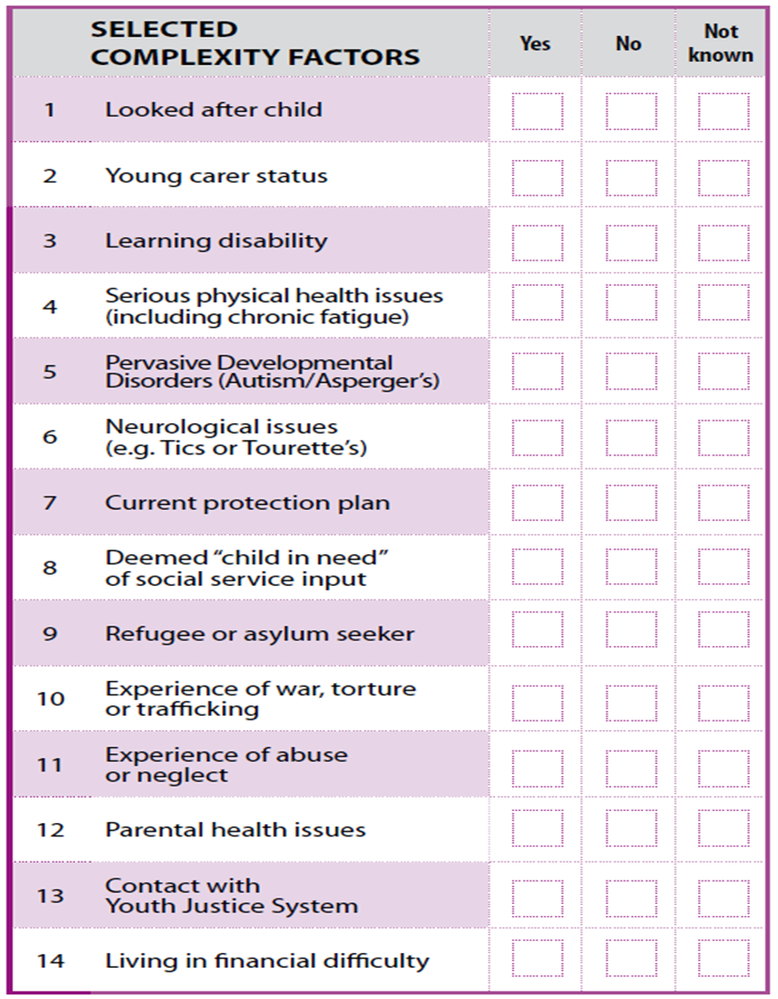 SELECTED
COMPLEXITY FACTORS
Yes
No
Not
known
1 Looked after child
2 Young carer status
3 Learning disability
4 Serious physical health issues
(including chronic fatigue)
5 Pervasive Developmental
Disorders (Autism/Asperger’s)
6 Neurological issues
(e.g. Tics or Tourette’s)
7 Current protection plan
8 Deemed “child in need”
of social service input
9 Refugee or asylum seeker
10 Experience of war, torture
or trafficking
11 Experience of abuse
or neglect
12 Parental health issues
13 Contact with
Youth Justice System
14 Living in financial difficulty